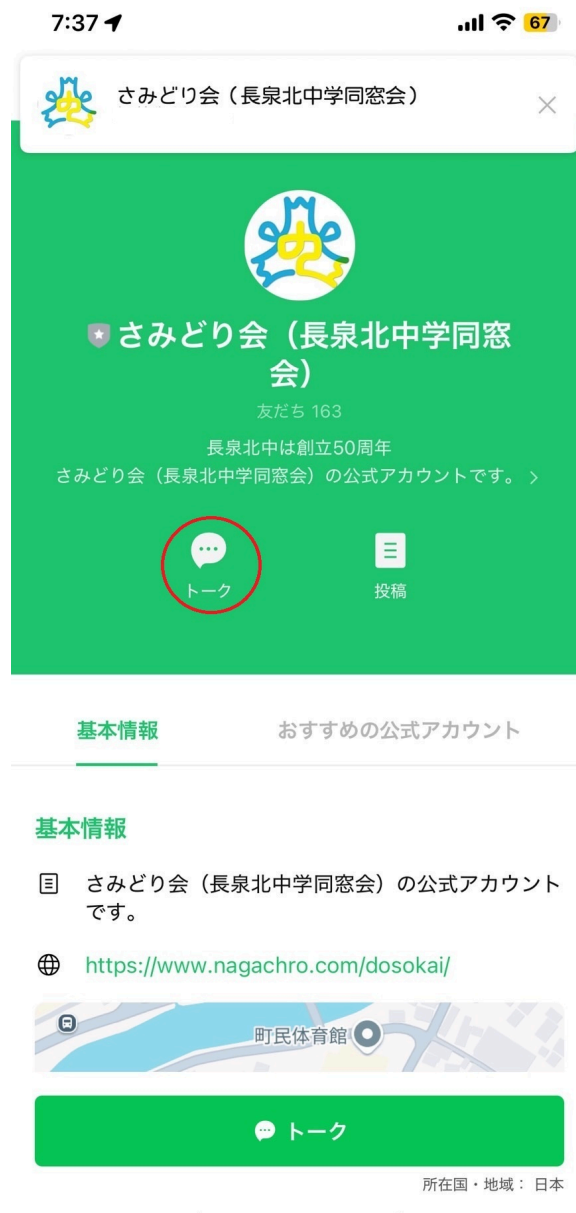 7:37
67
さみどり会（長泉北中学同窓会）
さみどり会（長泉北中学同窓
会）
友だち 163
長泉北中は創立50周年
さみどり会（長泉北中学同窓会）の公式アカウントです。
トーク
投稿
基本情報
おすすめの公式アカウント
基本情報
さみどり会（長泉北中学同窓会）の公式アカウント
です。
https://www.nagachro.com/dosokai/
町民体育館
トーク
所在国・地域： 日本